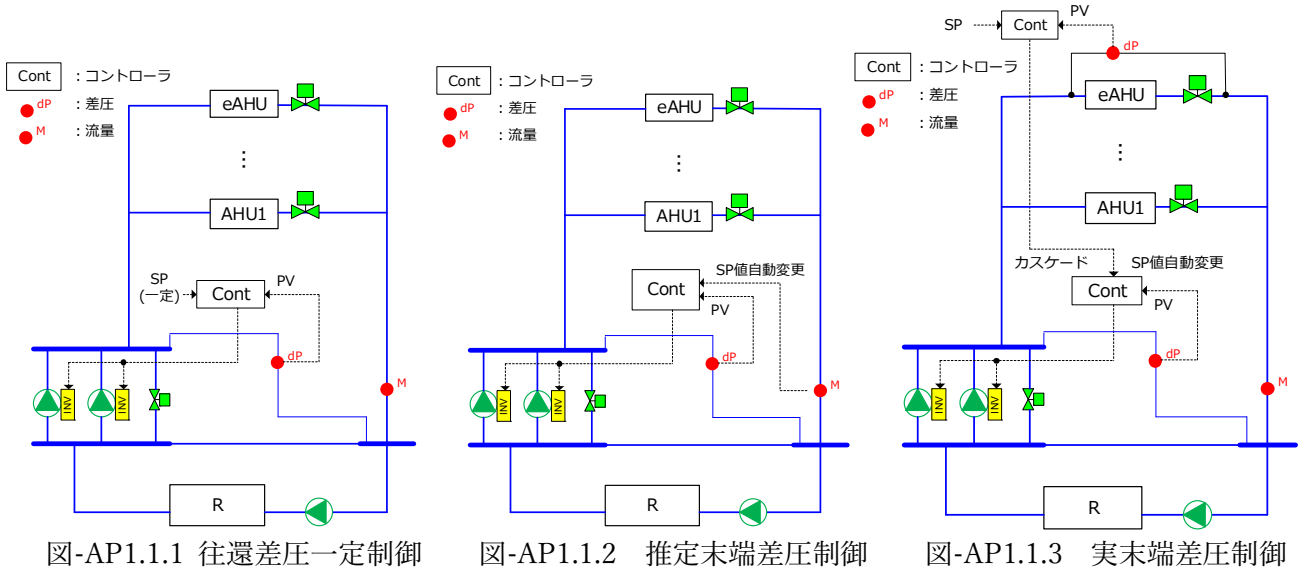 Cont ：コントローラ
dP ：差圧
M ：流量
eAHU
⋮
AHU1
SP
(一定)
Cont
PV
dP
M
INV
INV
R
図-AP1.1.1 往還差圧一定制御
Cont ：コントローラ
dP ：差圧
M ：流量
eAHU
⋮
AHU1
SP値自動変更
Cont
PV
dP
M
INV
INV
R
図-AP1.1.2 推定末端差圧制御
SP
Cont
PV
dP
Cont ：コントローラ
dP ：差圧
M ：流量
eAHU
⋮
AHU1
カスケード
SP値自動変更
Cont
PV
dP
M
INV
INV
R
図-AP1.1.3 実末端差圧制御